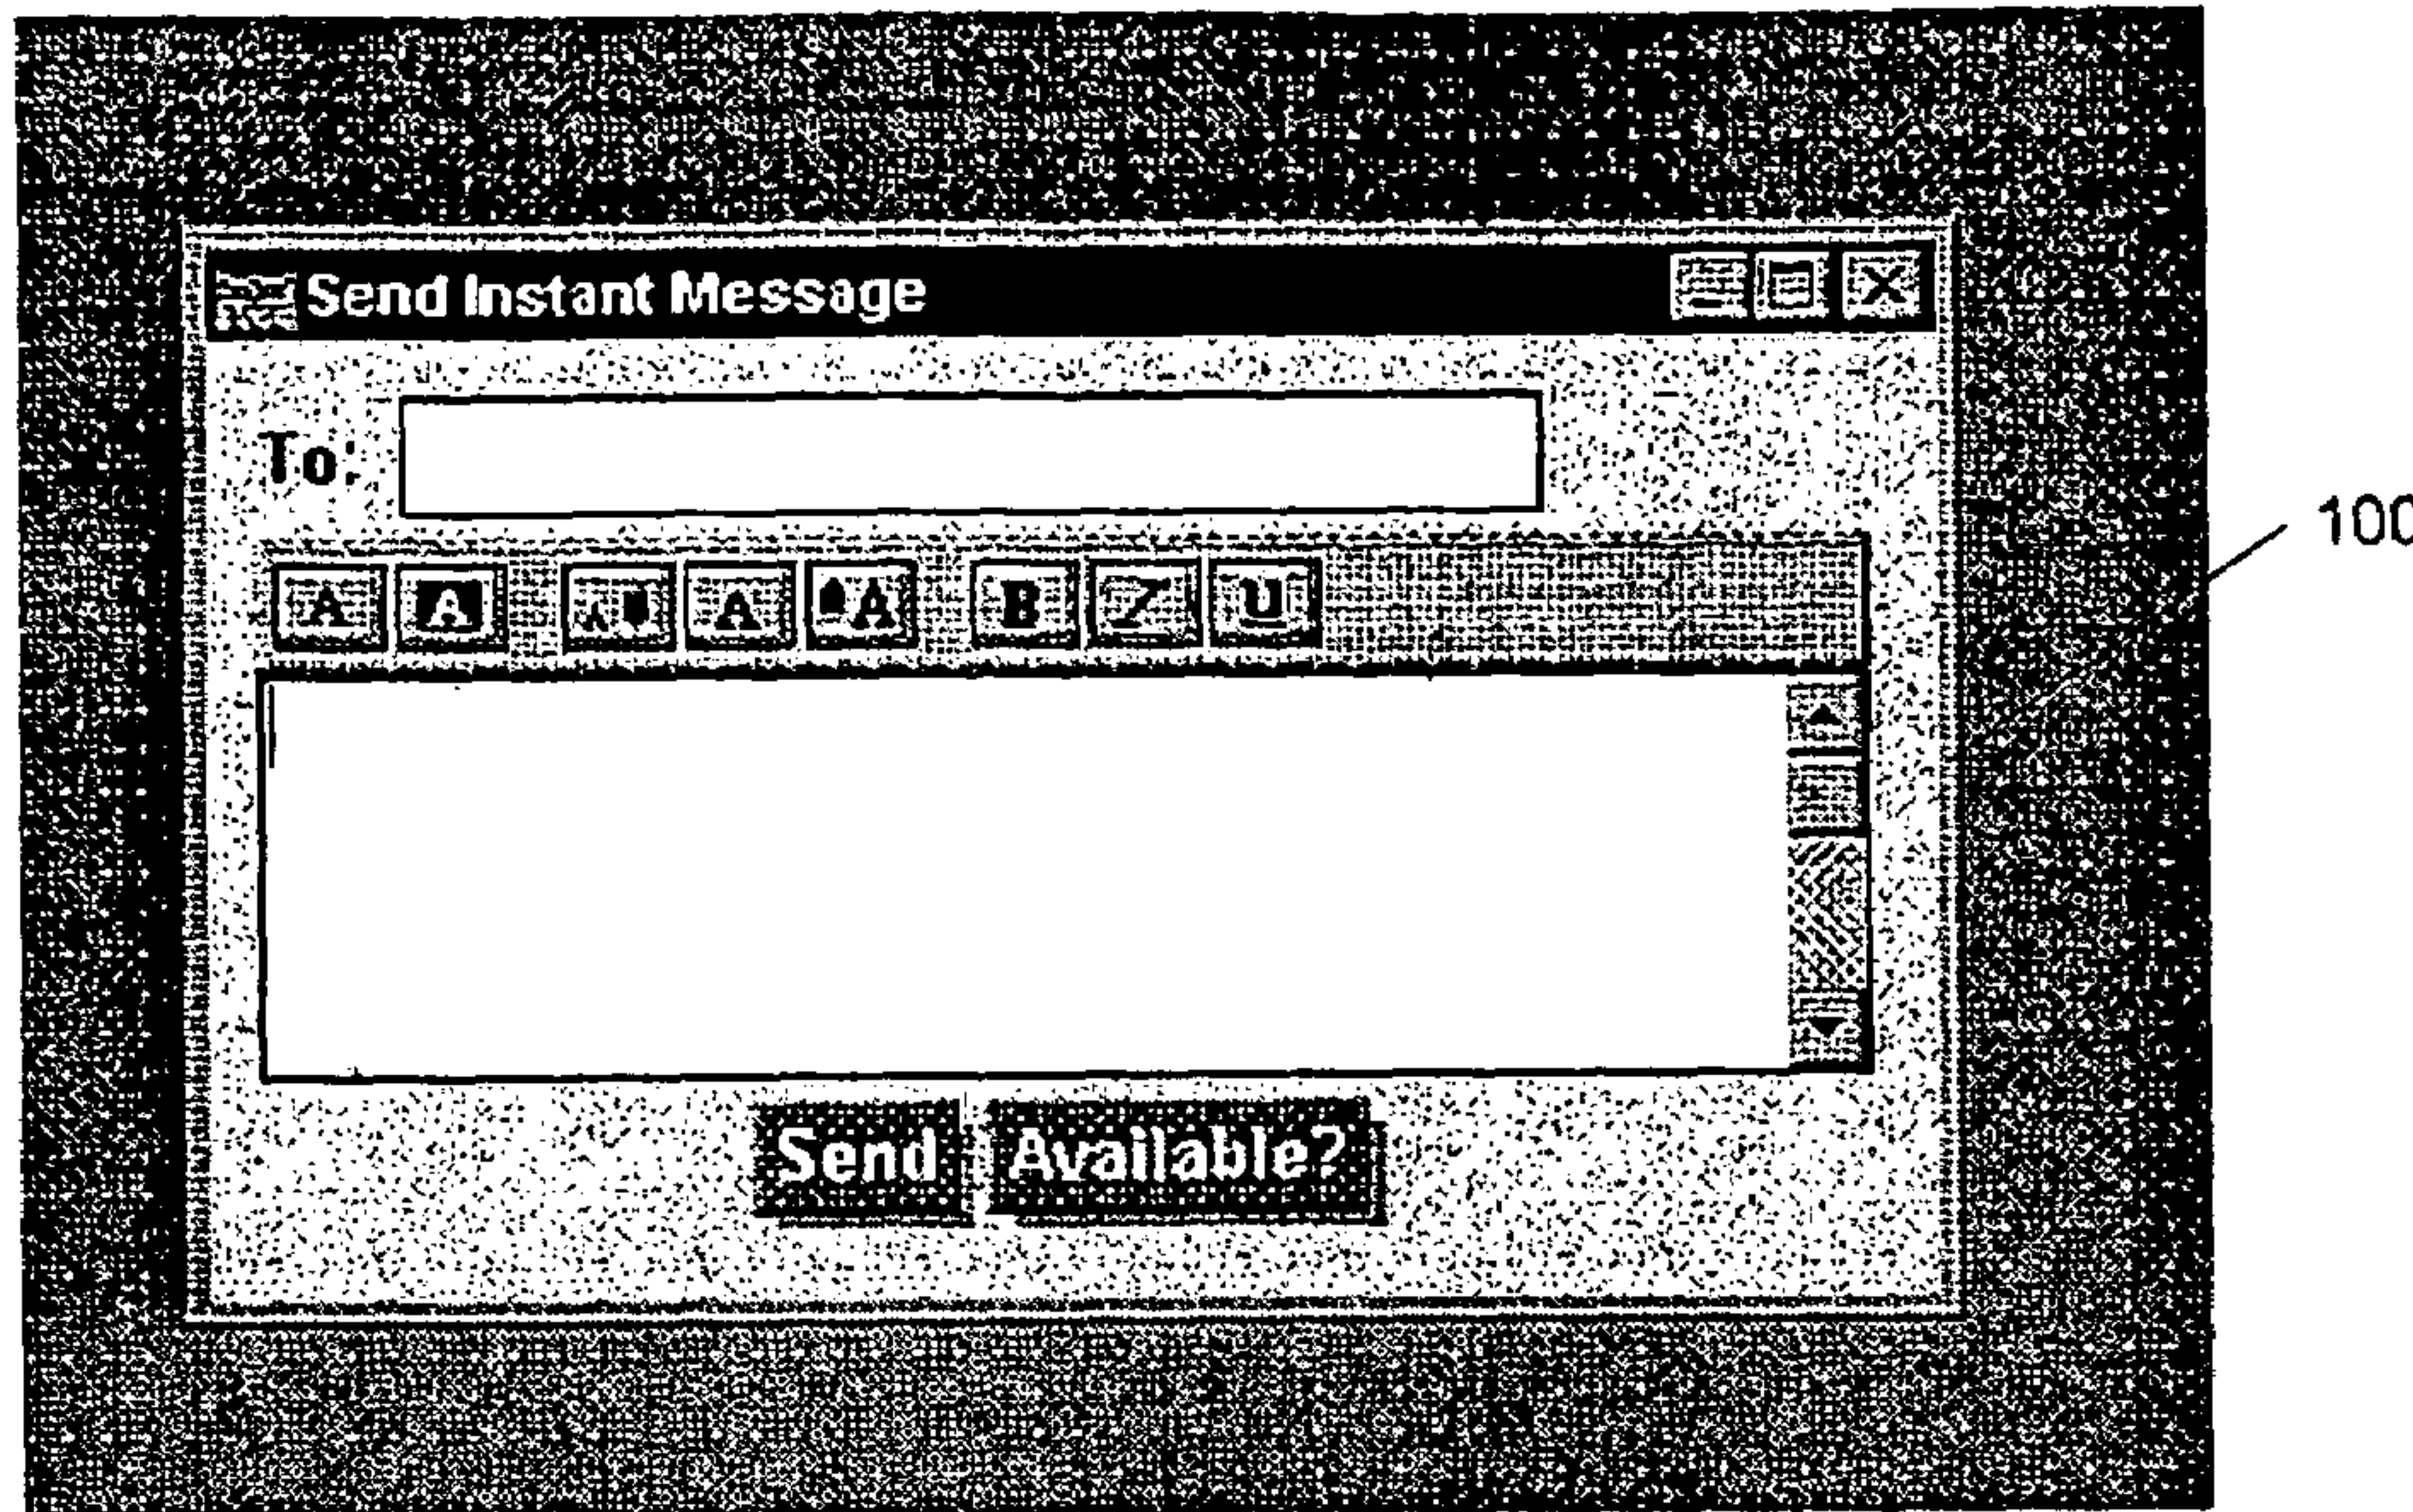 Send Instant Message
To:
100
A A A A A B I U
Send Available?